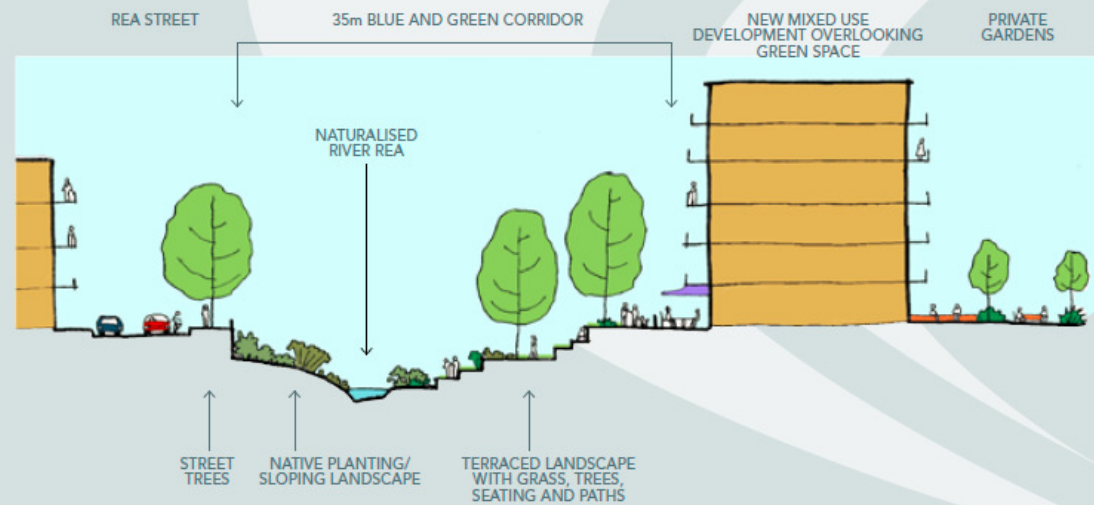 REA STREET
35m BLUE AND GREEN CORRIDOR
NEW MIXED USE
DEVELOPMENT OVERLOOKING
GREEN SPACE
PRIVATE
GARDENS
NATURALISED
RIVER REA
STREET
TREES
NATIVE PLANTING/
SLOPING LANDSCAPE
TERRACED LANDSCAPE
WITH GRASS, TREES,
SEATING AND PATHS